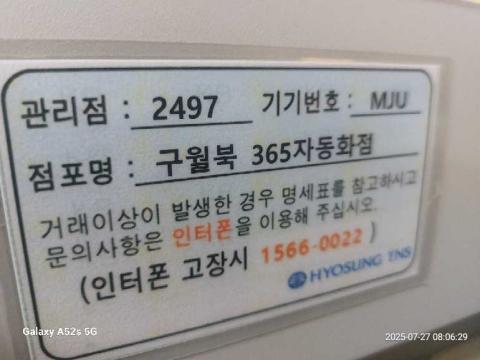 관리점 : 2497 기기번호 : MJU
점포명 : 구월북 365자동화점
거래이상이 발생한 경우 명세표를 참고하시고
문의사항은 인터폰을 이용해 주십시오.
(인터폰 고장시 1566-0022 )
HYOSUNG TNS
Galaxy A52s 5G
2025-07-27 08:06:29